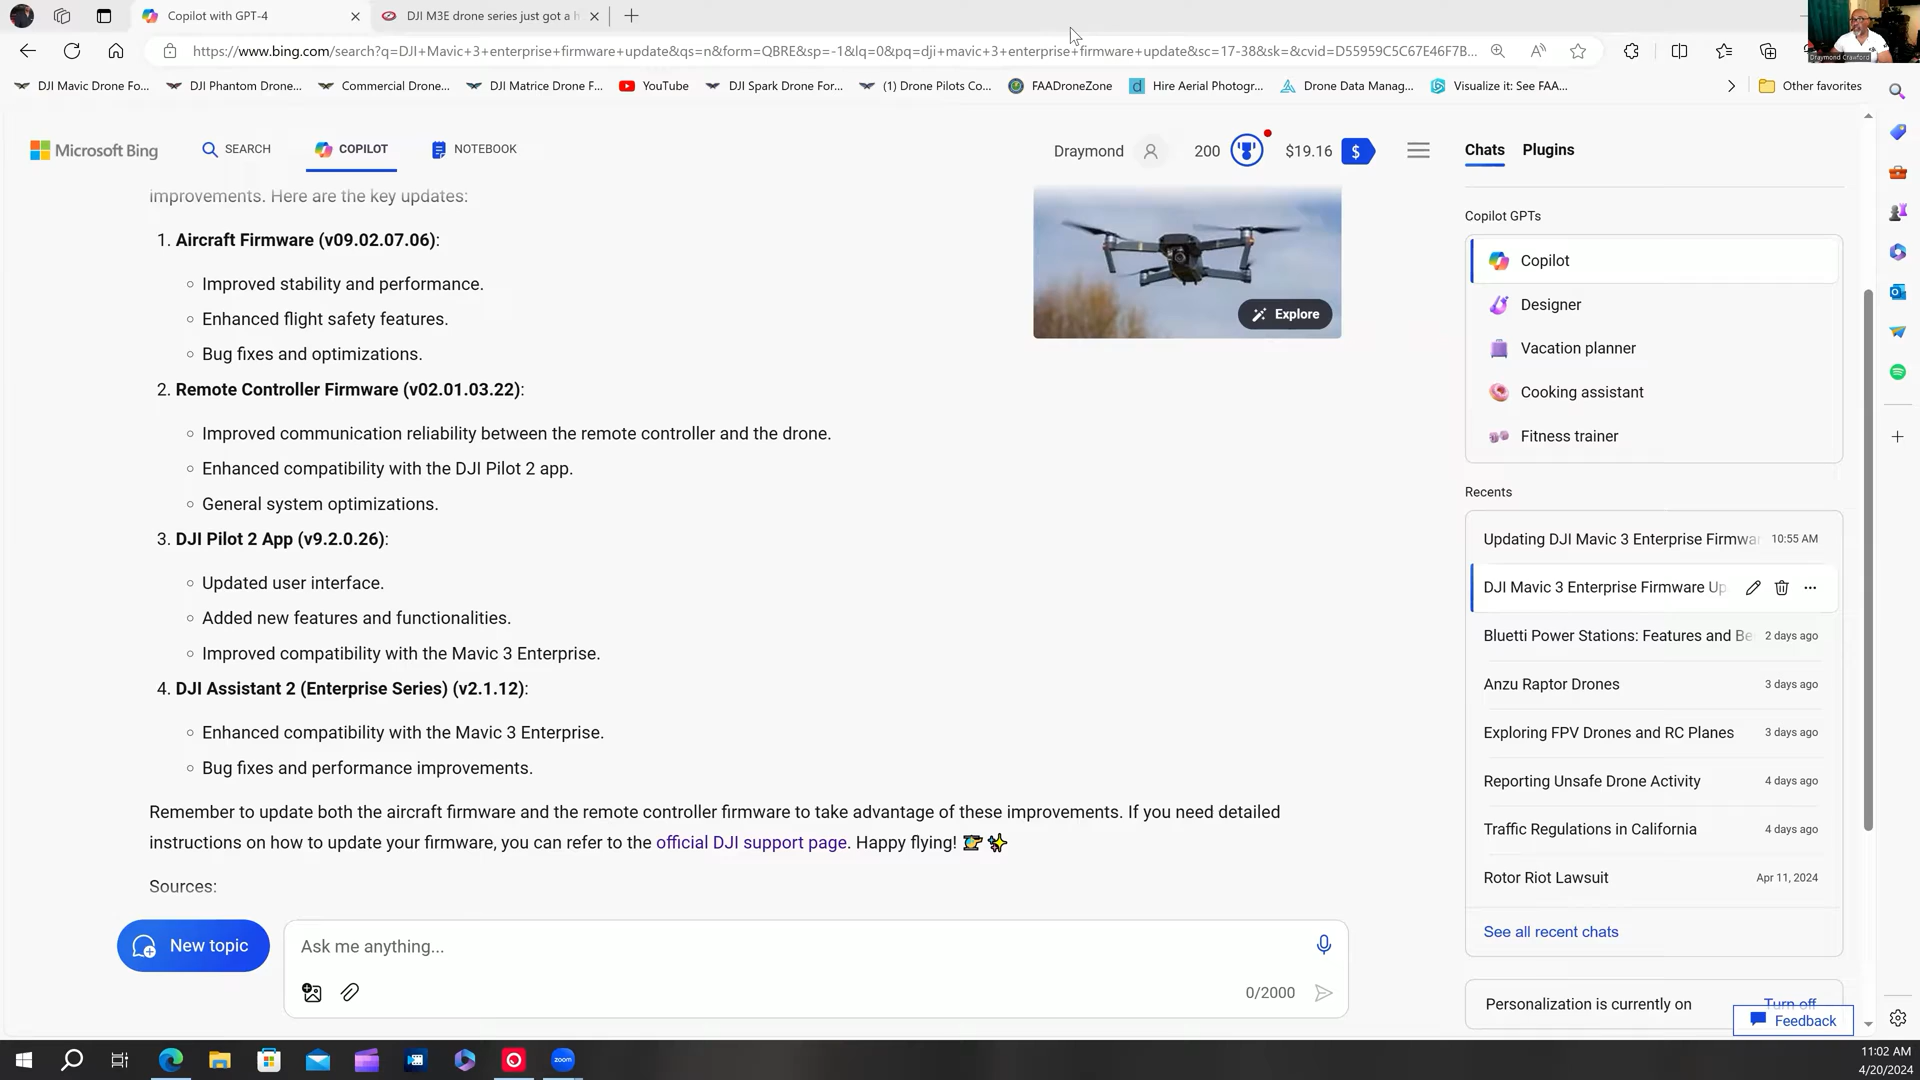 Copilot with GPT-4
DJI M3E drone series just got a h
https://www.bing.com/search?q=DJI+Mavic+3+enterprise+firmware+update&qs=n&form=QBRE&sp=-1&lq=0&pq=dji+mavic+3+enterprise+firmware+update&sc=17-38&sk=&cvid=D55959C5C67E46F7B...
Draymond Crawford
DJI Mavic Drone Fo...
DJI Phantom Drone...
Commercial Drone...
DJI Matrice Drone F...
YouTube
DJI Spark Drone For...
(1) Drone Pilots Co...
FAADroneZone
Hire Aerial Photogr...
Drone Data Manag...
Visualize it: See FAA...
Other favorites
Microsoft Bing
SEARCH
COPILOT
NOTEBOOK
Draymond
200
$19.16
$
Chats
Plugins
improvements. Here are the key updates:
1. Aircraft Firmware (v09.02.07.06):
Improved stability and performance.
Enhanced flight safety features.
Bug fixes and optimizations.
2. Remote Controller Firmware (v02.01.03.22):
Improved communication reliability between the remote controller and the drone.
Enhanced compatibility with the DJI Pilot 2 app.
General system optimizations.
3. DJI Pilot 2 App (v9.2.0.26):
Updated user interface.
Added new features and functionalities.
Improved compatibility with the Mavic 3 Enterprise.
4. DJI Assistant 2 (Enterprise Series) (v2.1.12):
Enhanced compatibility with the Mavic 3 Enterprise.
Bug fixes and performance improvements.
Remember to update both the aircraft firmware and the remote controller firmware to take advantage of these improvements. If you need detailed
instructions on how to update your firmware, you can refer to the official DJI support page. Happy flying!
Sources:
Explore
New topic
Ask me anything...
0/2000
Copilot GPTs
Copilot
Designer
Vacation planner
Cooking assistant
Fitness trainer
Recents
Updating DJI Mavic 3 Enterprise Firmwar 10:55 AM
DJI Mavic 3 Enterprise Firmware Up
Bluetti Power Stations: Features and Be 2 days ago
Anzu Raptor Drones 3 days ago
Exploring FPV Drones and RC Planes 3 days ago
Reporting Unsafe Drone Activity 4 days ago
Traffic Regulations in California 4 days ago
Rotor Riot Lawsuit Apr 11, 2024
See all recent chats
Personalization is currently on Turn off
Feedback
zoom
11:02 AM
4/20/2024